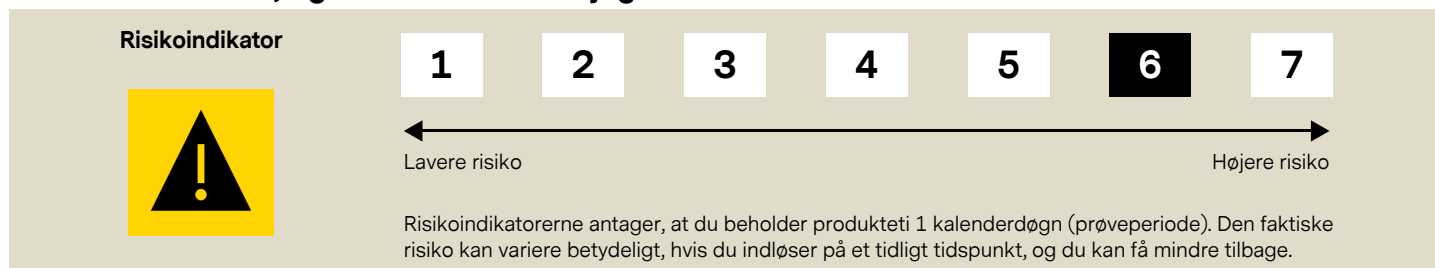 Risikoindikator
1 2 3 4 5 6 7
Lavere risiko Højere risiko
Risikoindikatorerne antager, at du beholder produkteti 1 kalenderdøgn (prøveperiode). Den faktiske
risiko kan variere betydeligt, hvis du indløser på et tidligt tidspunkt, og du kan få mindre tilbage.